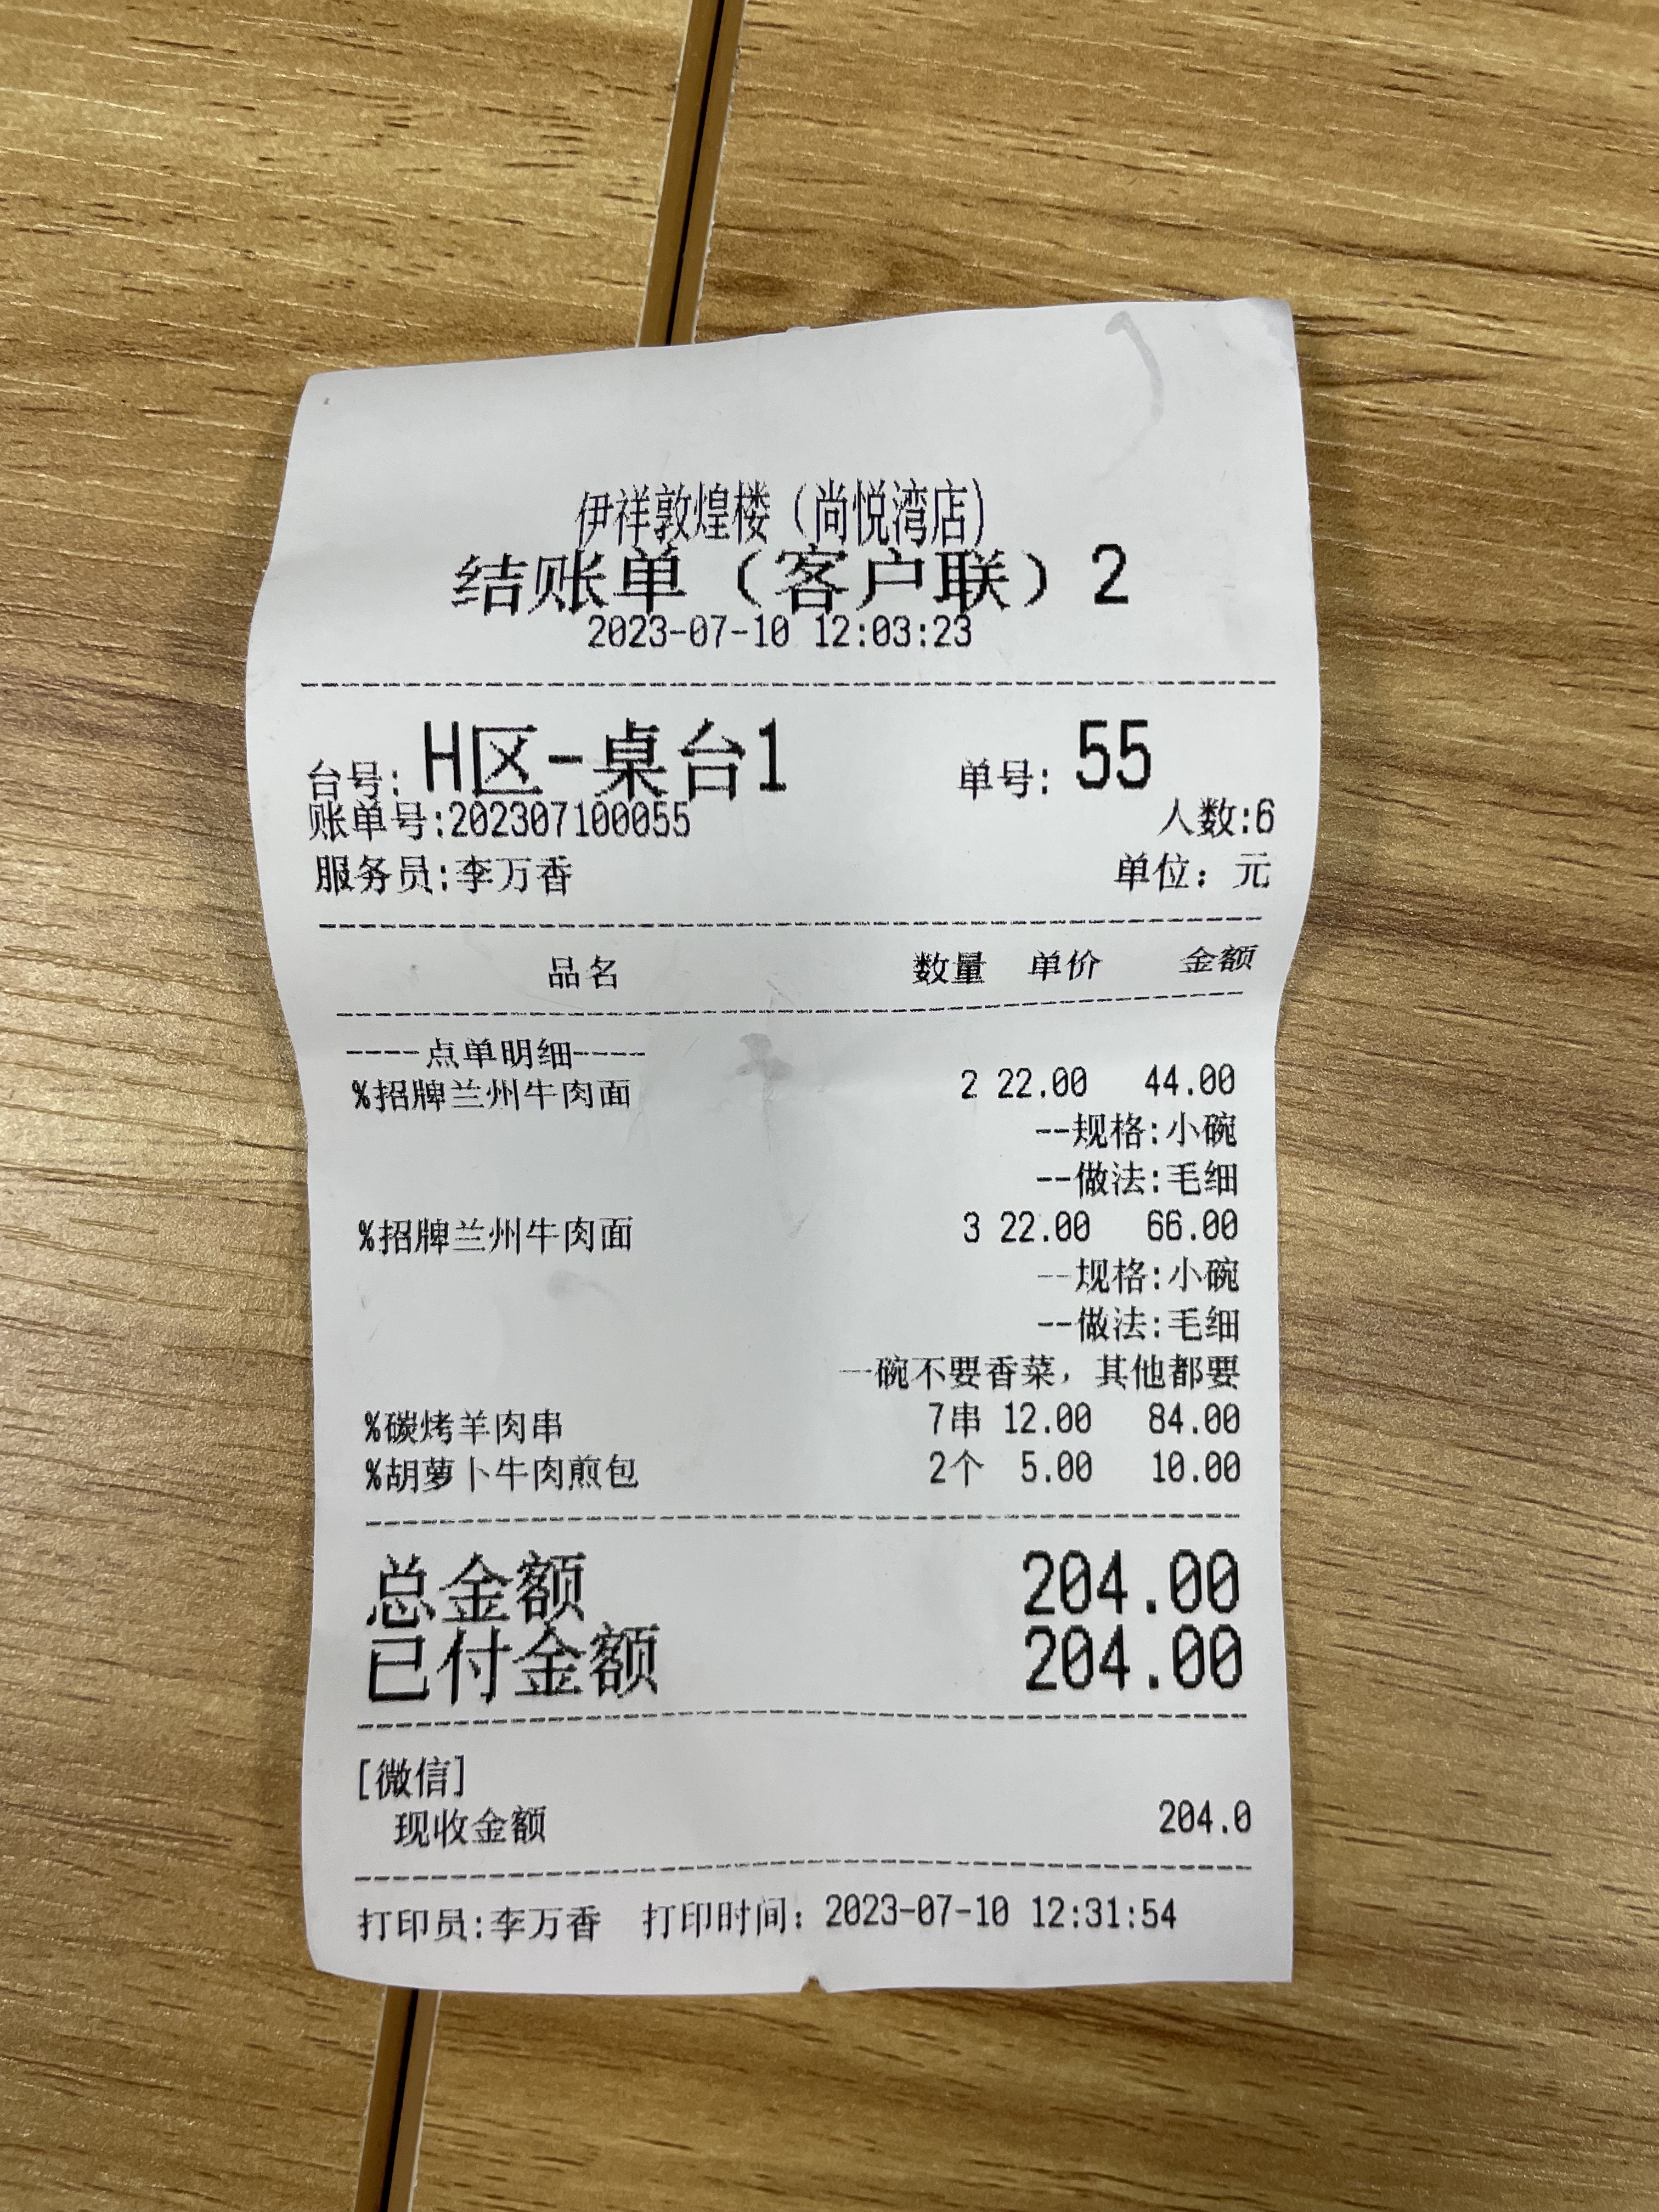 伊祥敦煌楼（尚悦湾店）
结账单（客户联）2
2023-07-10 12:03:23
台号: H区-桌台1 单号: 55
账单号:202307100055 人数:6
服务员:李万香 单位: 元
品名 数量 单价 金额
----点单明细----
%招牌兰州牛肉面 2 22.00 44.00
--规格:小碗
--做法:毛细
%招牌兰州牛肉面 3 22.00 66.00
--规格:小碗
--做法:毛细
一碗不要香菜，其他都要
%碳烤羊肉串 7串 12.00 84.00
%胡萝卜牛肉煎包 2个 5.00 10.00
总金额 204.00
已付金额 204.00
[微信]
现收金额 204.0
打印员:李万香 打印时间: 2023-07-10 12:31:54